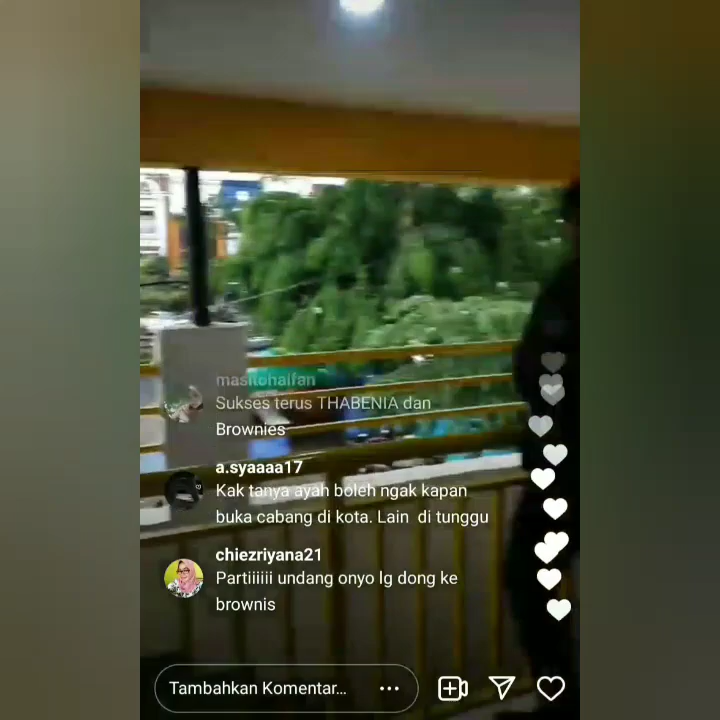 masitohalfan
Sukses terus THABENIA dan
Brownies
a.syaaaa17
Kak tanya ayah boleh ngak kapan
buka cabang di kota. Lain di tunggu
chiezriyana21
Partiiiiii undang onyo lg dong ke
brownis
Tambahkan Komentar...